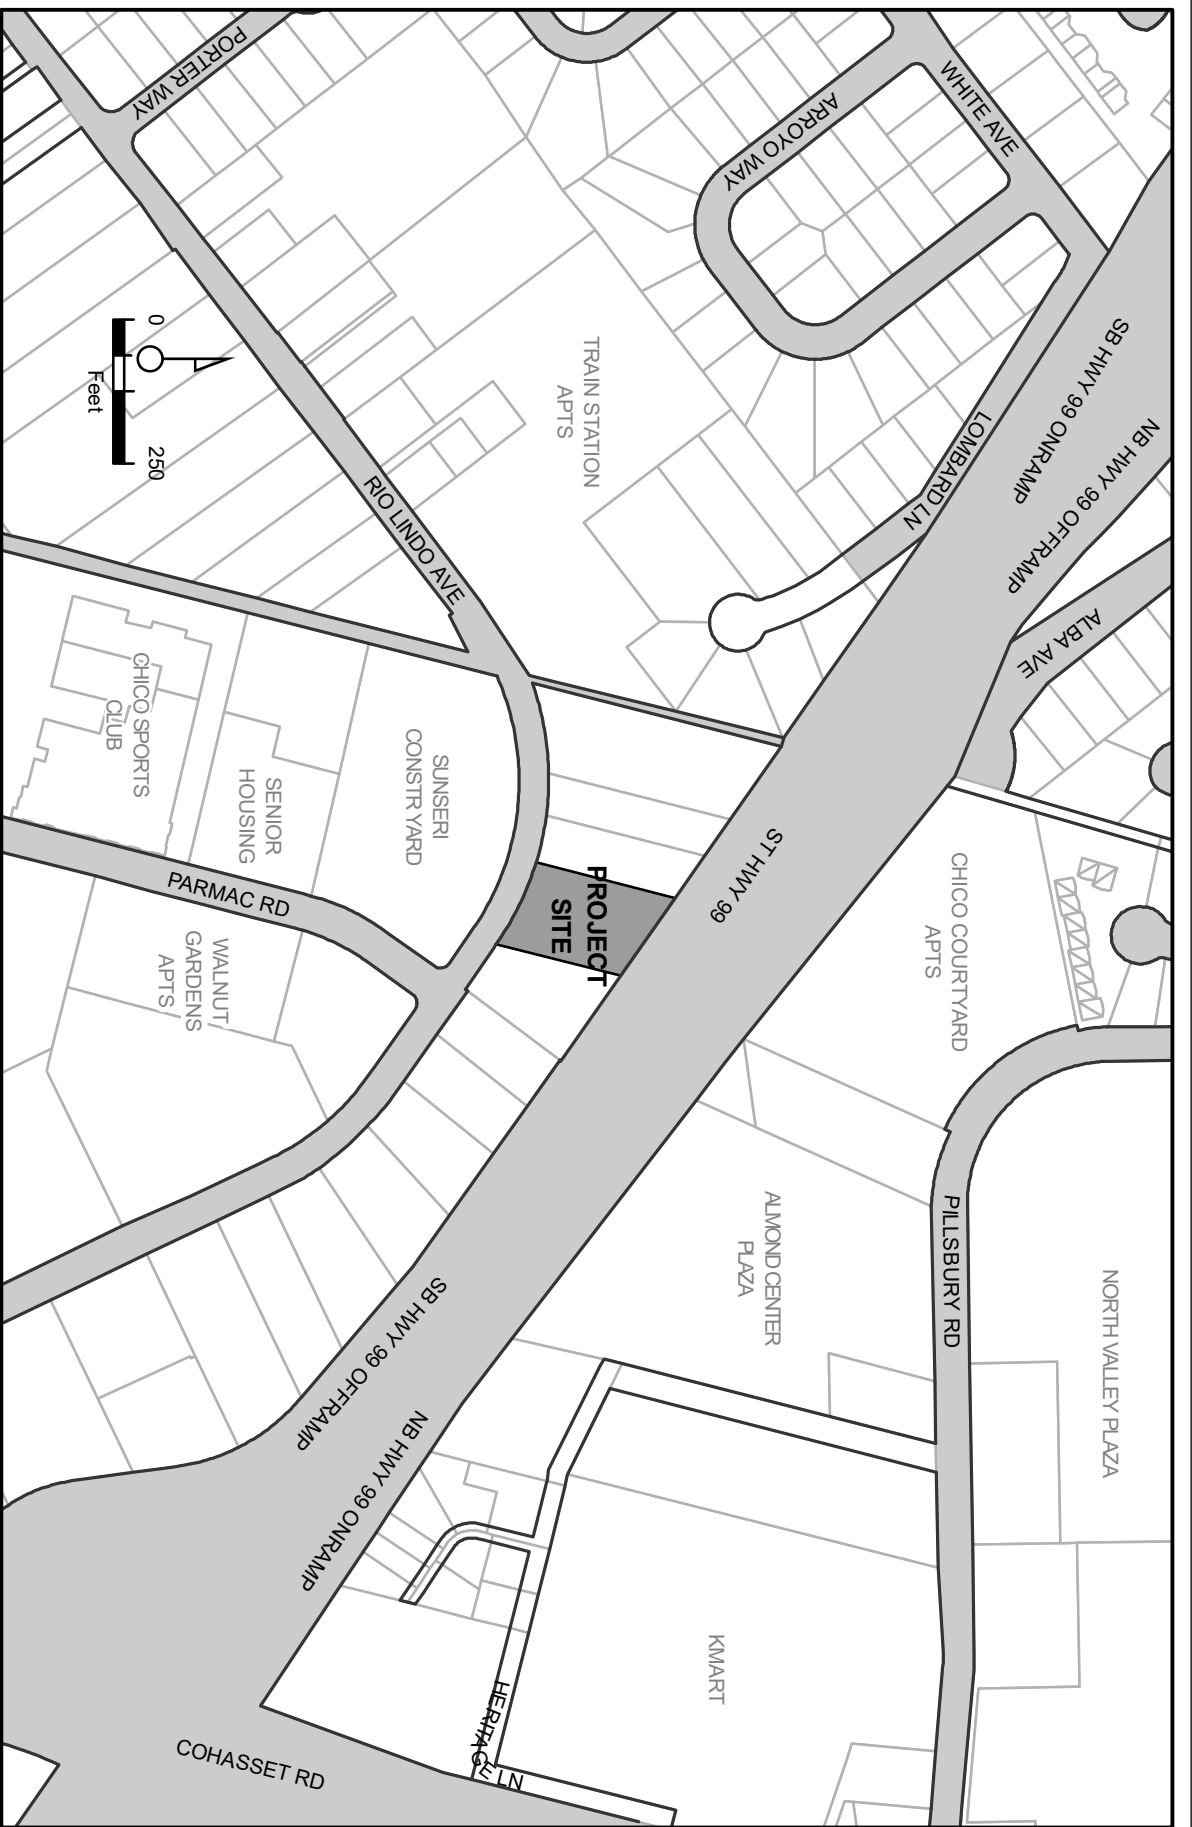 PORTER WAY
WHITE AVE
ARROYO WAY
SB HWY 99 ONRAMP
NB HWY 99 OFFRAMP
LOMBARD LN
ALBA AVE
TRAIN STATION
APTS
0
250
Feet
RIO LINDO AVE
CHICO SPORTS
CLUB
SENIOR
HOUSING
SUNSERI
CONSTR YARD
PROJECT
SITE
ST HWY 99
CHICO COURTYARD
APTS
PARMAC RD
WALNUT
GARDENS
APTS
ALMOND CENTER
PLAZA
PILLSBURY RD
NORTH VALLEY PLAZA
SB HWY 99 OFFRAMP
NB HWY 99 ONRAMP
KMART
HERITAGE LN
COHASSET RD